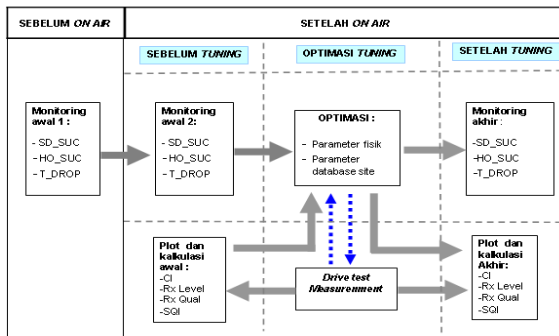 SEBELUM ON AIR
SETELAH ON AIR
SEBELUM TUNING
OPTIMASI TUNING
SETELAH TUNING
Monitoring
awal 1 :
- SD_SUC
- HO_SUC
- T_DROP
Monitoring
awal 2:
- SD_SUC
- HO_SUC
- T_DROP
OPTIMASI :
- Parameter fisik
- Parameter
database site
Monitoring
akhir :
- SD_SUC
- HO_SUC
- T_DROP
Plot dan
kalkulasi
awal :
-CI
-Rx Level
-Rx Qual
-SQI
Drive test
Measurement
Plot dan
kalkulasi
Akhir:
-CI
-Rx Level
-Rx Qual
-SQI